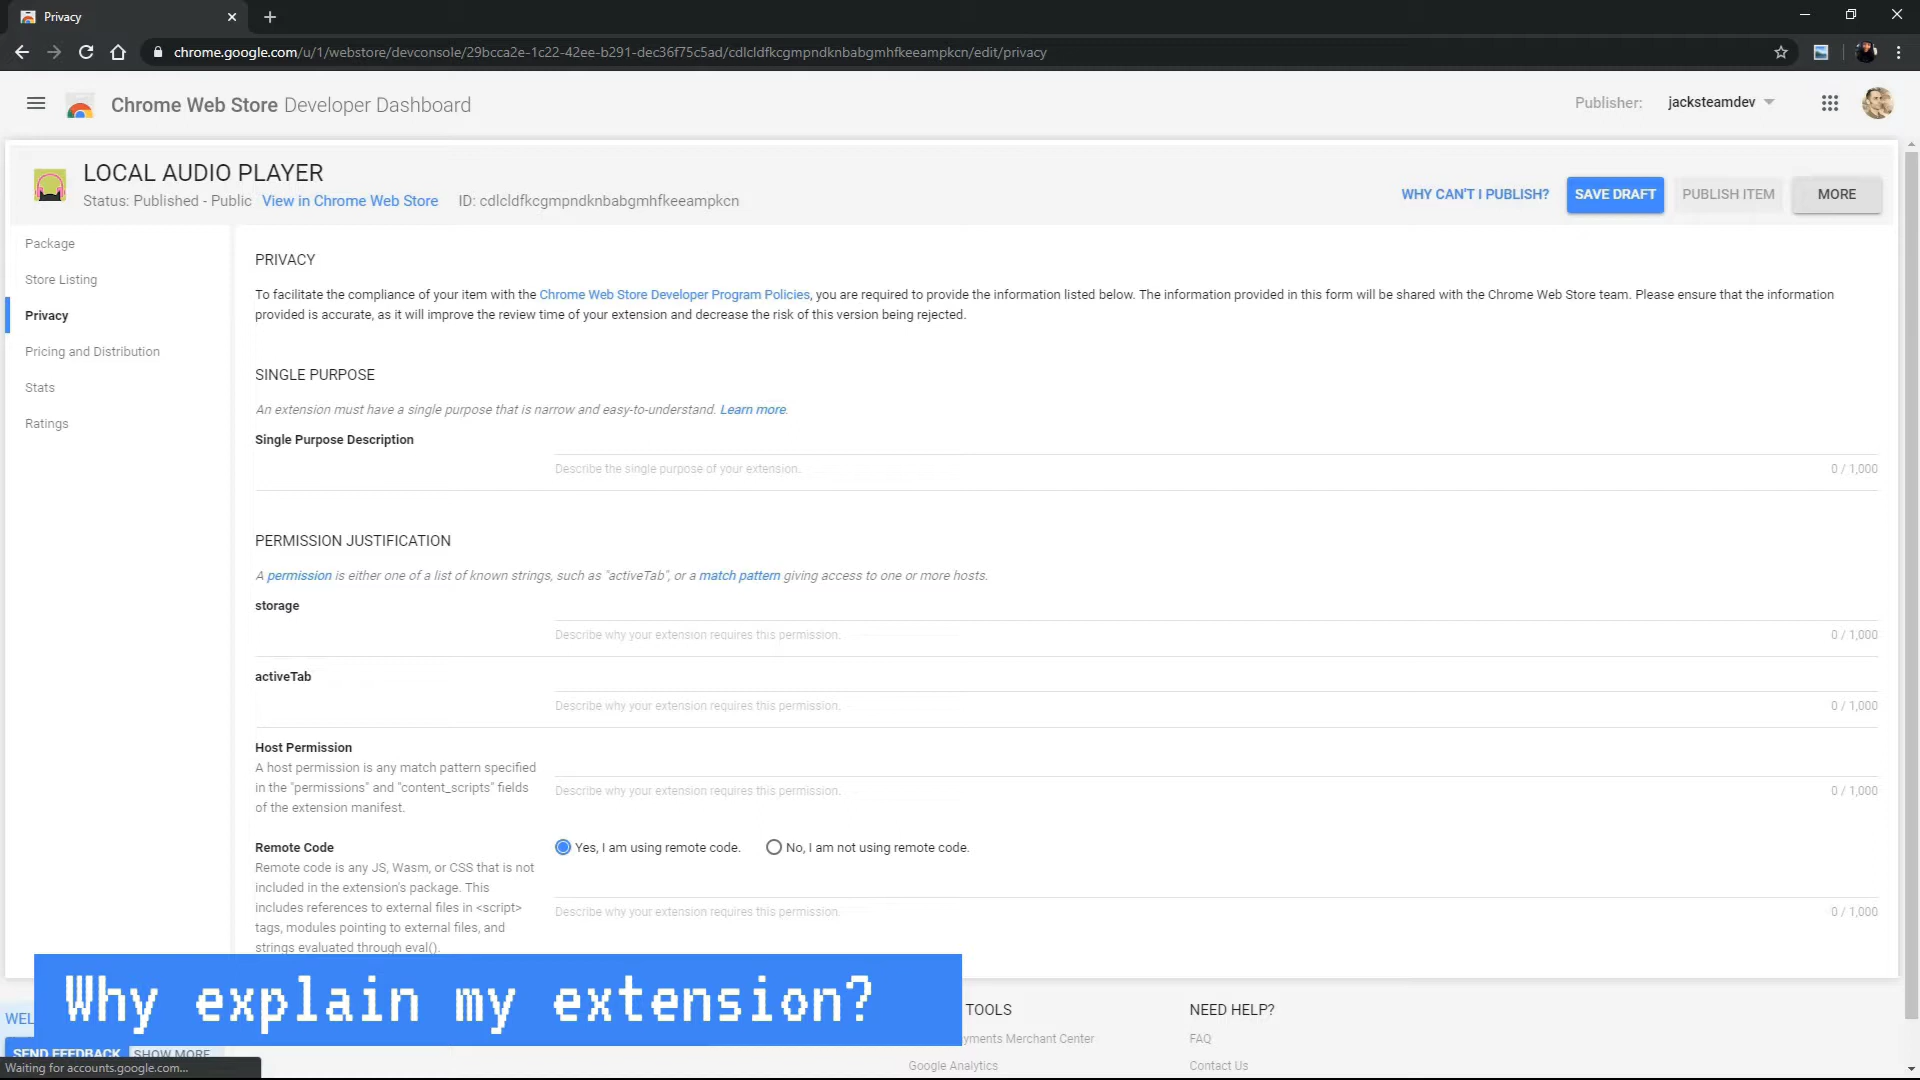 Privacy
chrome.google.com/u/1/webstore/devconsole/29bcca2e-1c22-42ee-b291-dec36f75c5ad/cdlcldfkcgmpndknbabgmhfkeeampkcn/edit/privacy
Chrome Web Store Developer Dashboard
Publisher: jacksteamdev
LOCAL AUDIO PLAYER
Status: Published - Public View in Chrome Web Store ID: cdlcldfkcgmpndknbabgmhfkeeampkcn
WHY CAN'T I PUBLISH? SAVE DRAFT PUBLISH ITEM MORE
Package
Store Listing
Privacy
Pricing and Distribution
Stats
Ratings
PRIVACY
To facilitate the compliance of your item with the Chrome Web Store Developer Program Policies, you are required to provide the information listed below. The information provided in this form will be shared with the Chrome Web Store team. Please ensure that the information
provided is accurate, as it will improve the review time of your extension and decrease the risk of this version being rejected.
SINGLE PURPOSE
An extension must have a single purpose that is narrow and easy-to-understand. Learn more.
Single Purpose Description
Describe the single purpose of your extension. 0 / 1,000
PERMISSION JUSTIFICATION
A permission is either one of a list of known strings, such as "activeTab", or a match pattern giving access to one or more hosts.
storage
Describe why your extension requires this permission. 0 / 1,000
activeTab
Describe why your extension requires this permission. 0 / 1,000
Host Permission
A host permission is any match pattern specified
in the "permissions" and "content_scripts" fields
of the extension manifest.
Describe why your extension requires this permission. 0 / 1,000
Remote Code
Remote code is any JS, Wasm, or CSS that is not
included in the extension's package. This
includes references to external files in <script>
tags, modules pointing to external files, and
strings evaluated through eval().
Yes, I am using remote code. No, I am not using remote code.
Describe why your extension requires this permission. 0 / 1,000
Why explain my extension?
WEL
SEND FEEDBACK SHOW MORE
Waiting for accounts.google.com...
TOOLS
yments Merchant Center
Google Analytics
NEED HELP?
FAQ
Contact Us